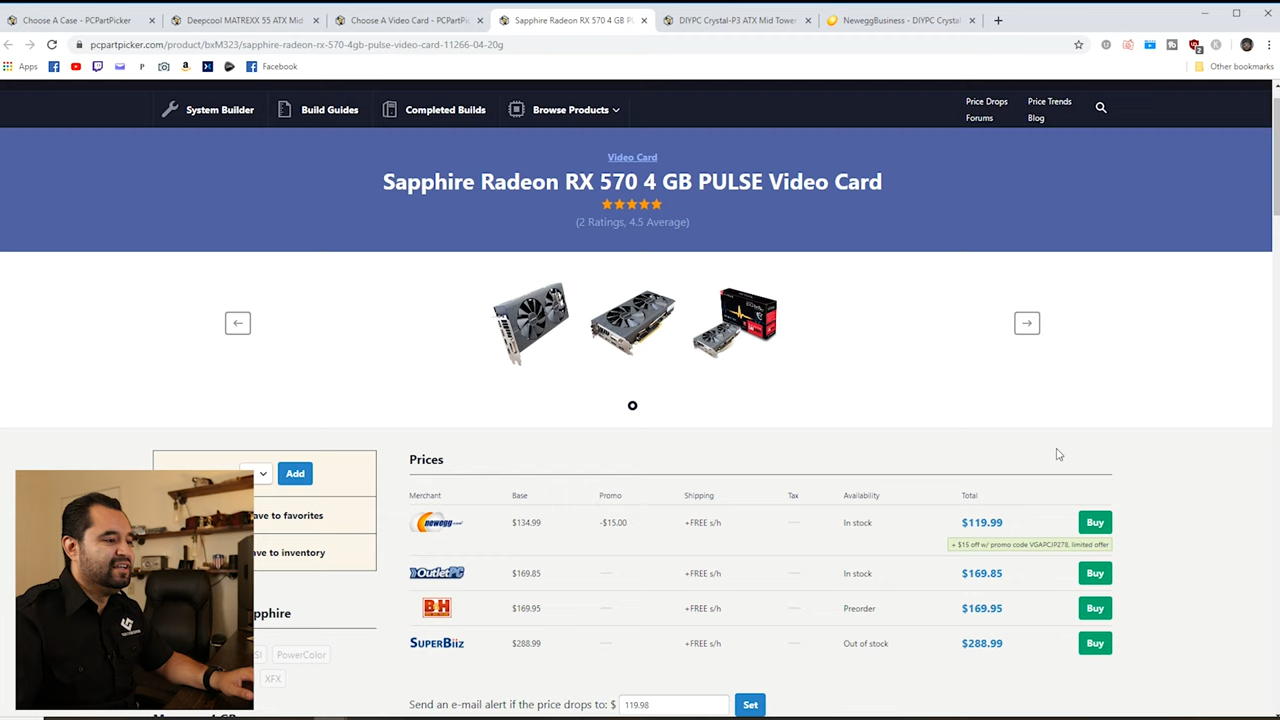 Choose A Case - PCPartPicker
Deepcool MATREXX 55 ATX Mid
Choose A Video Card - PCPartPic
Sapphire Radeon RX 570 4 GB PU
DIYPC Crystal-P3 ATX Mid Tower
NeweggBusiness - DIYPC Crystal
pcpartpicker.com/product/bxM323/sapphire-radeon-rx-570-4gb-pulse-video-card-11266-04-20g
Apps
Facebook
Other bookmarks
System Builder
Build Guides
Completed Builds
Browse Products
Price Drops
Price Trends
Forums
Blog
Video Card
Sapphire Radeon RX 570 4 GB PULSE Video Card
(2 Ratings, 4.5 Average)
Add
ave to favorites
ave to inventory
apphire
SI PowerColor
XFX
Prices
Merchant Base Promo Shipping Tax Availability Total
newegg.com $134.99 -$15.00 +FREE s/h In stock $119.99 Buy
+ $15 off w/ promo code VGAPCJP278, limited offer
OutletPC $169.85 +FREE s/h In stock $169.85 Buy
B&H $169.95 +FREE s/h Preorder $169.95 Buy
SUPERBiiz $288.99 +FREE s/h Out of stock $288.99 Buy
Send an e-mail alert if the price drops to: $ 119.98 Set